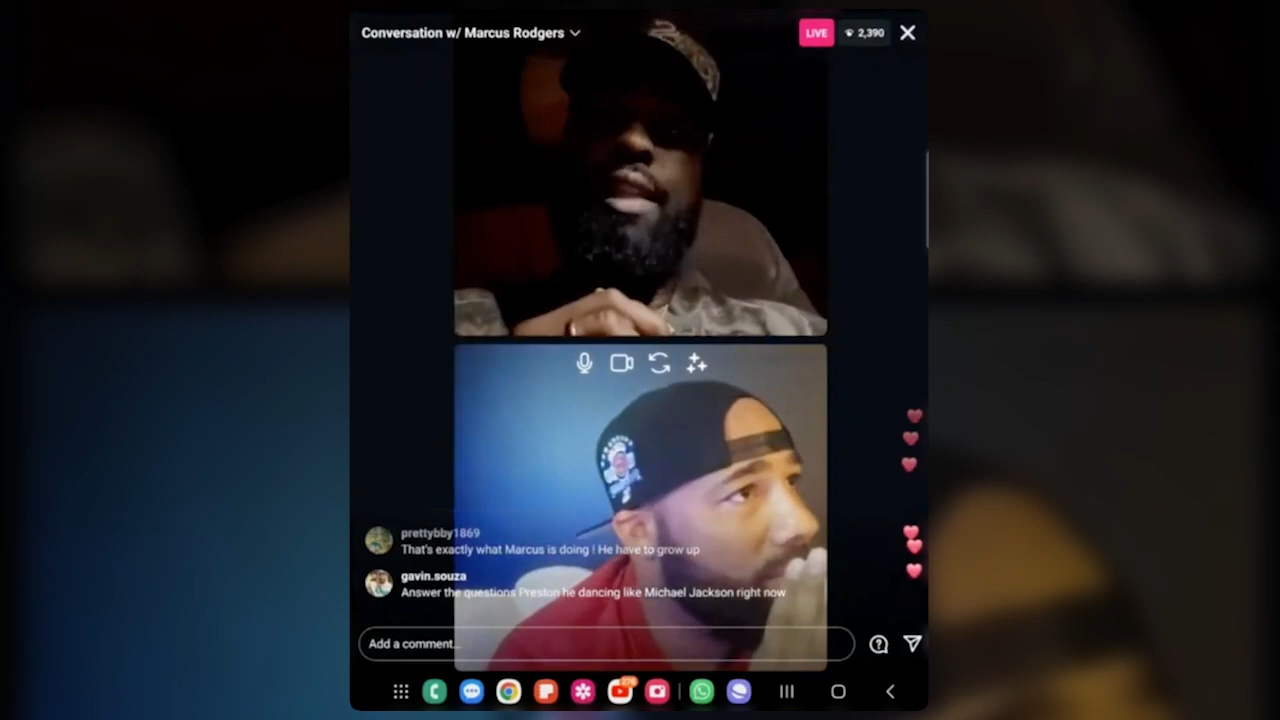 Conversation w/ Marcus Rodgers
LIVE
2,390
prettybby1869
That's exactly what Marcus is doing ! He have to grow up
gavin.souza
Answer the questions Preston he dancing like Michael Jackson right now
Add a comment...
276